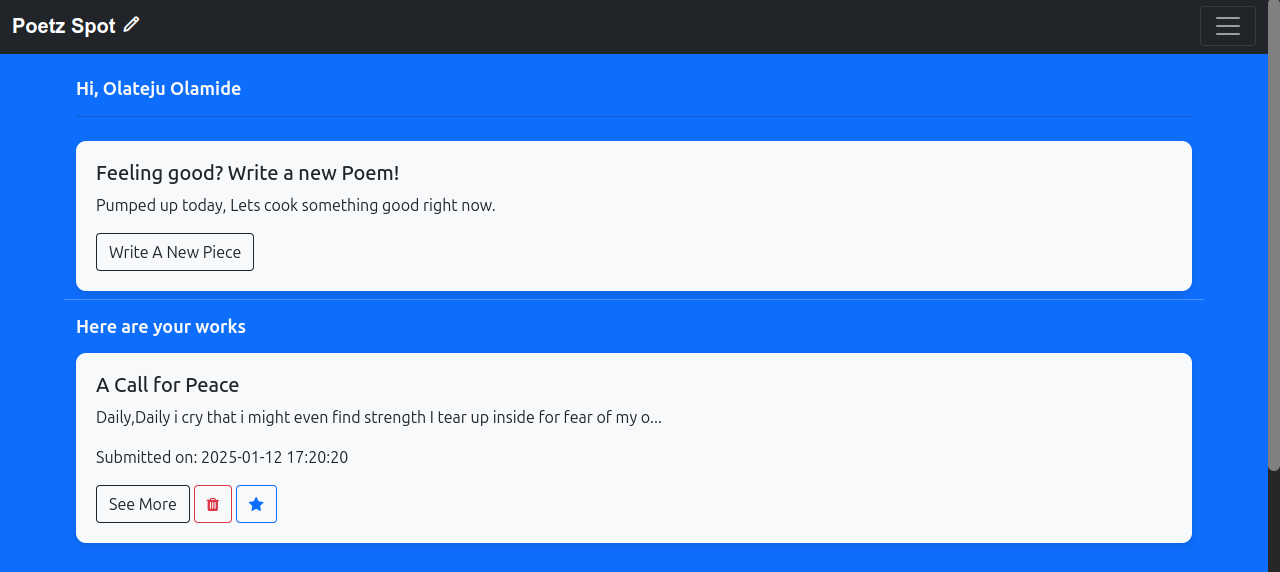 Poetz Spot
Hi, Olateju Olamide
Feeling good? Write a new Poem!
Pumped up today, Lets cook something good right now.
Write A New Piece
Here are your works
A Call for Peace
Daily,Daily i cry that i might even find strength I tear up inside for fear of my o...
Submitted on: 2025-01-12 17:20:20
See More